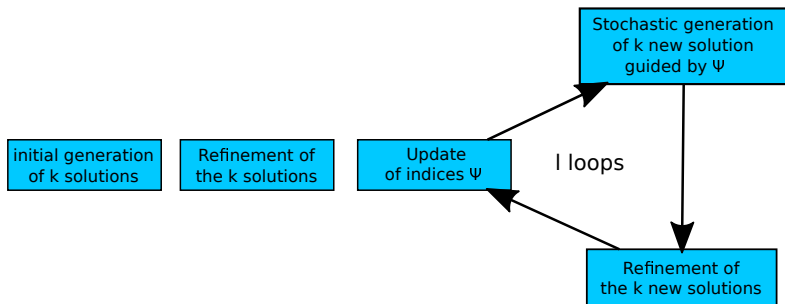 initial generation
of k solutions
Refinement of
the k solutions
Update
of indices Ψ
Stochastic generation
of k new solution
guided by Ψ
l loops
Refinement of
the k new solutions